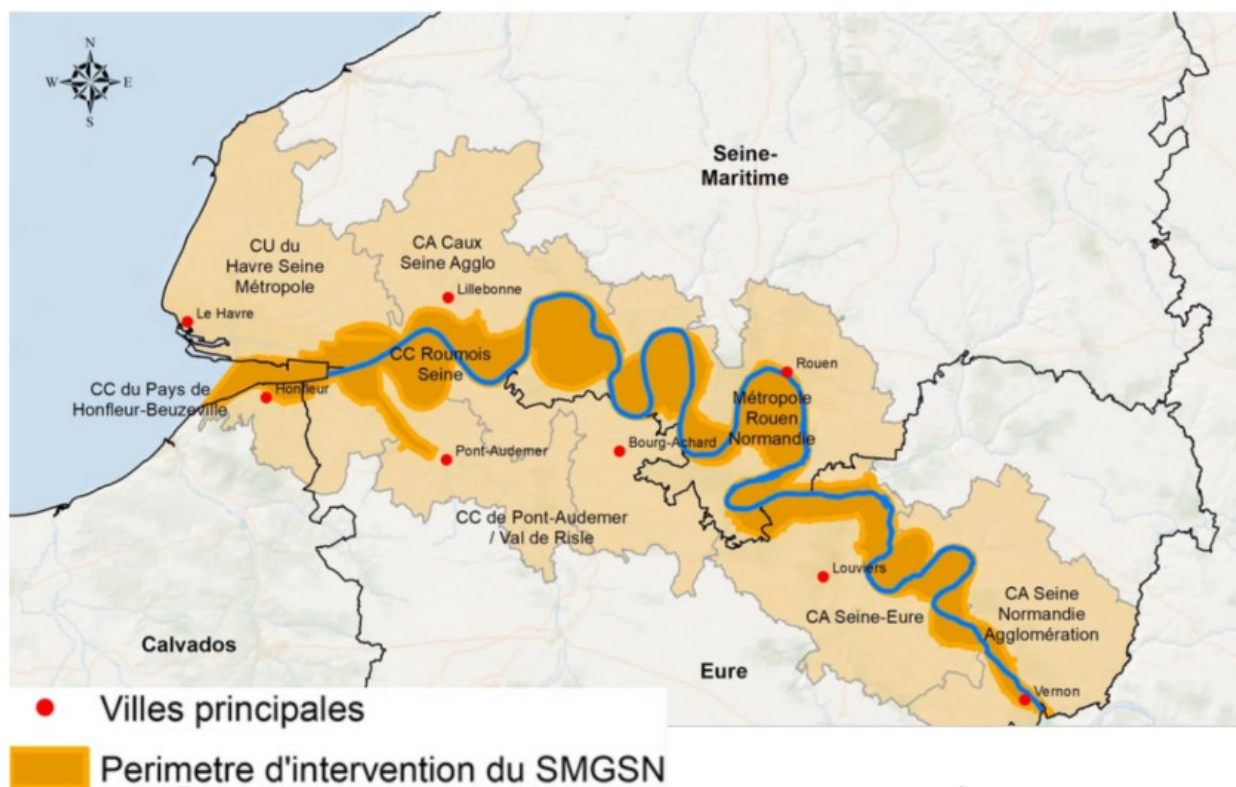 N
W E
S
Seine-
Maritime
CU du
Havre Seine
Métropole
CA Caux
Seine Agglo
Lillebonne
Le Havre
CC Roumois
Seine
Rouen
CC du Pays de
Honfleur-Beuzeville
Honfleur
Métropole
Rouen
Normandie
Bourg-Achard
Pont-Audemer
CC de Pont-Audemer
/ Val de Risle
Louviers
CA Seine-Eure
CA Seine
Normandie
Agglomération
Calvados
Eure
Vernon
Villes principales
Perimetre d'intervention du SMGSN